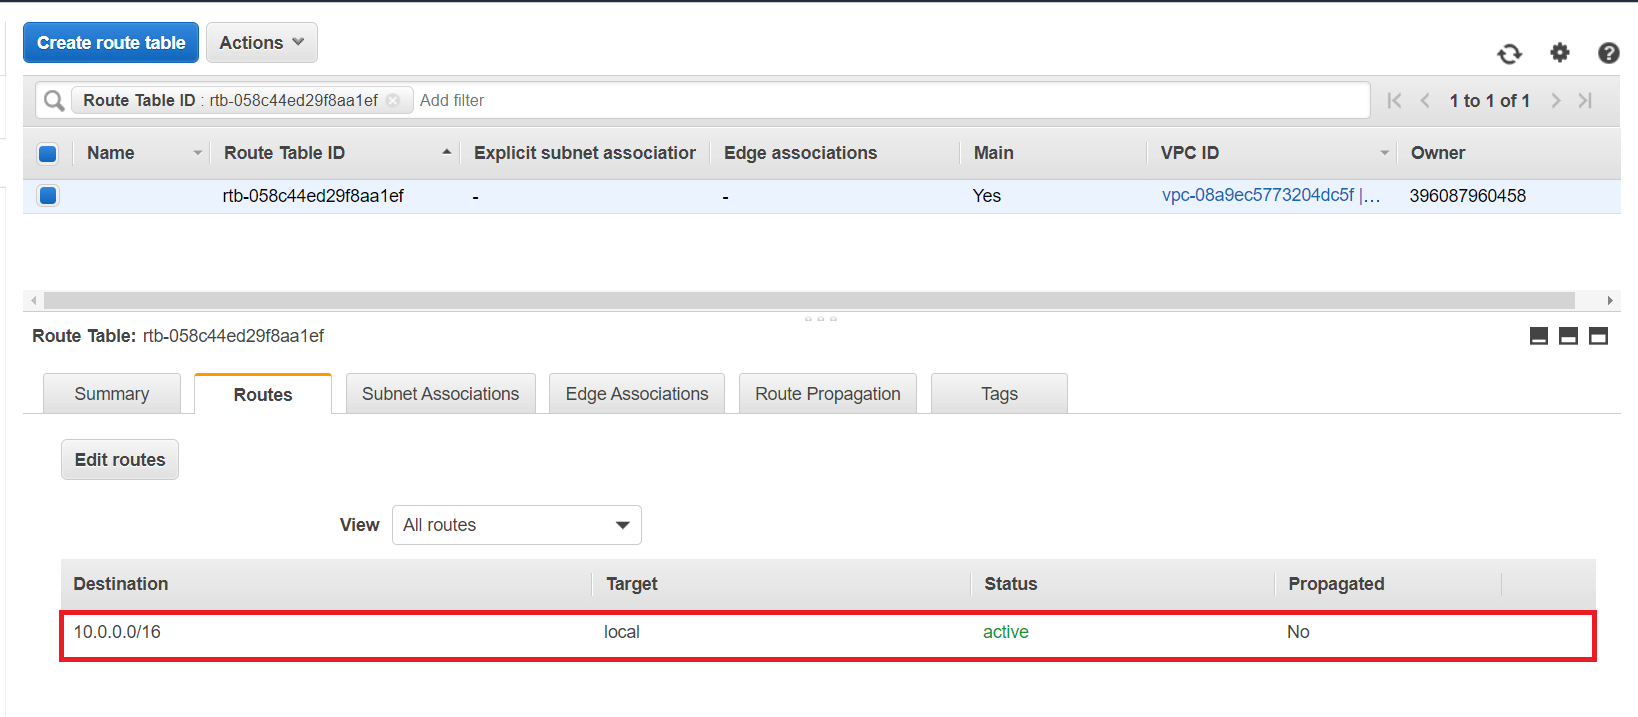 Create route table Actions
Route Table ID : rtb-058c44ed29f8aa1ef Add filter 1 to 1 of 1
Name Route Table ID Explicit subnet association Edge associations Main VPC ID Owner
rtb-058c44ed29f8aa1ef - - Yes vpc-08a9ec5773204dc5f |... 396087960458
Route Table: rtb-058c44ed29f8aa1ef
Summary Routes Subnet Associations Edge Associations Route Propagation Tags
Edit routes
View All routes
Destination Target Status Propagated
10.0.0.0/16 local active No